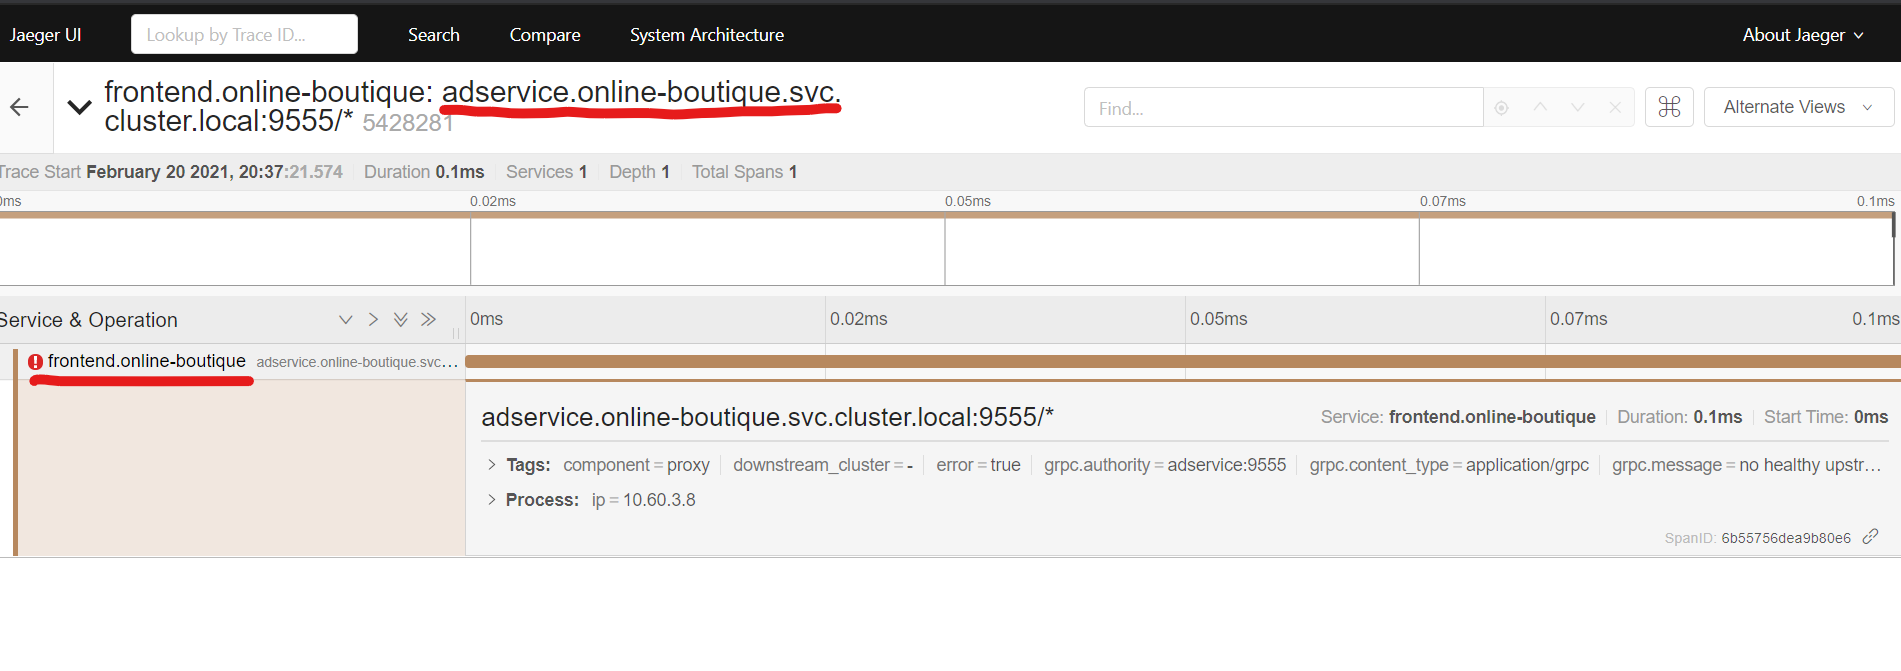 Jaeger UI Lookup by Trace ID... Search Compare System Architecture About Jaeger
frontend.online-boutique: adservice.online-boutique.svc.
cluster.local:9555/* 5428281
Find... Alternate Views
Trace Start February 20 2021, 20:37:21.574 Duration 0.1ms Services 1 Depth 1 Total Spans 1
0ms 0.02ms 0.05ms 0.07ms 0.1ms
Service & Operation 0ms 0.02ms 0.05ms 0.07ms 0.1ms
frontend.online-boutique adservice.online-boutique.svc...
adservice.online-boutique.svc.cluster.local:9555/* Service: frontend.online-boutique Duration: 0.1ms Start Time: 0ms
Tags: component = proxy downstream_cluster = - error = true grpc.authority = adservice:9555 grpc.content_type = application/grpc grpc.message = no healthy upstr...
Process: ip = 10.60.3.8
SpanID: 6b55756dea9b80e6